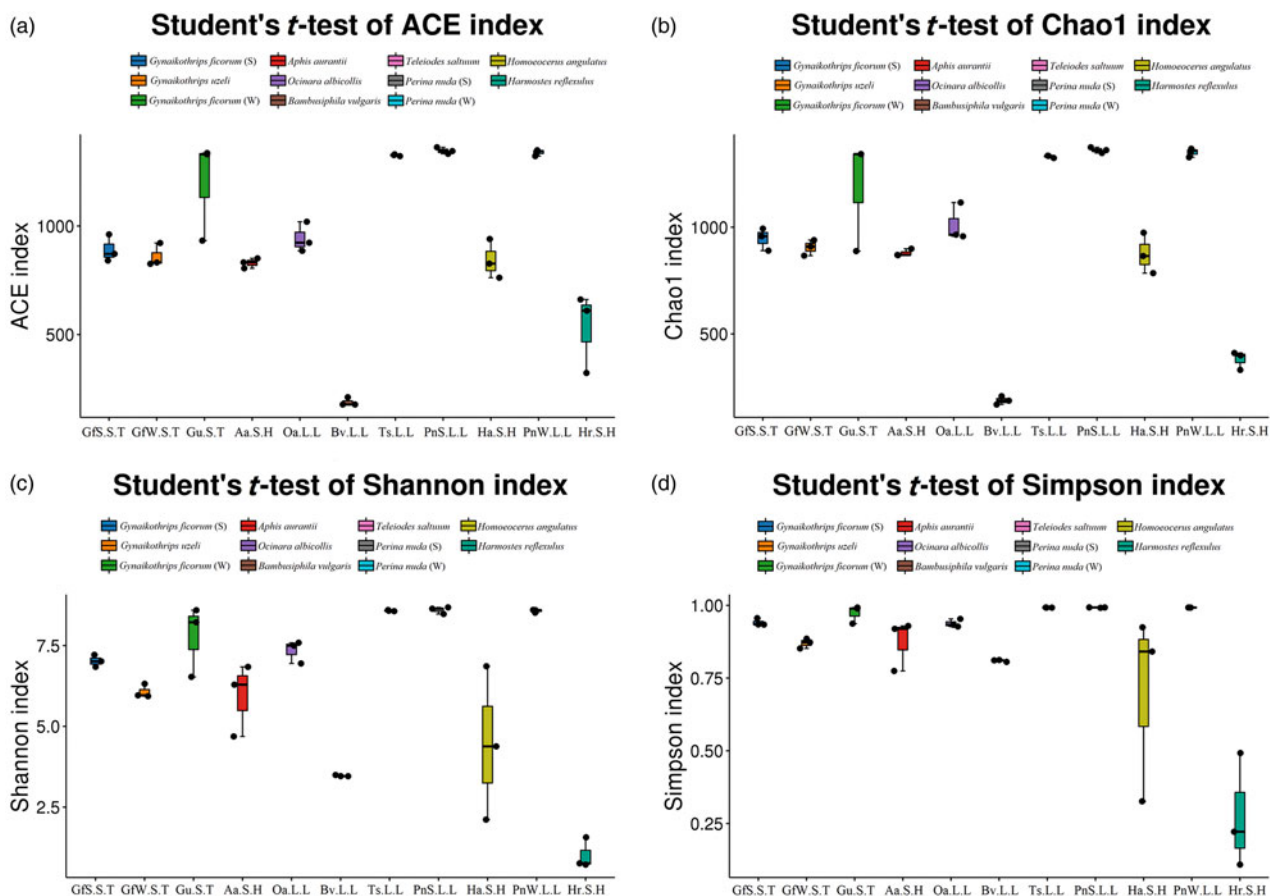 (a) Student's t-test of ACE index
Gynaikothrips ficorum (S) Aphis aurantii Teleiodes saltuum Homoeocerus angulatus
Gynaikothrips uzeli Ocinara albicollis Perina nuda (S) Harmostes reflexulus
Gynaikothrips ficorum (W) Bambusiphila vulgaris Perina nuda (W)
ACE index
1000
500
GfS.S.T GfW.S.T Gu.S.T Aa.S.H Oa.L.L Bv.L.L Ts.L.L PnS.L.L Ha.S.H PnW.L.L Hr.S.H
(b) Student's t-test of Chao1 index
Gynaikothrips ficorum (S) Aphis aurantii Teleiodes saltuum Homoeocerus angulatus
Gynaikothrips uzeli Ocinara albicollis Perina nuda (S) Harmostes reflexulus
Gynaikothrips ficorum (W) Bambusiphila vulgaris Perina nuda (W)
Chao1 index
1000
500
GfS.S.T GfW.S.T Gu.S.T Aa.S.H Oa.L.L Bv.L.L Ts.L.L PnS.L.L Ha.S.H PnW.L.L Hr.S.H
(c) Student's t-test of Shannon index
Gynaikothrips ficorum (S) Aphis aurantii Teleiodes saltuum Homoeocerus angulatus
Gynaikothrips uzeli Ocinara albicollis Perina nuda (S) Harmostes reflexulus
Gynaikothrips ficorum (W) Bambusiphila vulgaris Perina nuda (W)
Shannon index
7.5
5.0
2.5
GfS.S.T GfW.S.T Gu.S.T Aa.S.H Oa.L.L Bv.L.L Ts.L.L PnS.L.L Ha.S.H PnW.L.L Hr.S.H
(d) Student's t-test of Simpson index
Gynaikothrips ficorum (S) Aphis aurantii Teleiodes saltuum Homoeocerus angulatus
Gynaikothrips uzeli Ocinara albicollis Perina nuda (S) Harmostes reflexulus
Gynaikothrips ficorum (W) Bambusiphila vulgaris Perina nuda (W)
Simpson index
1.00
0.75
0.50
0.25
GfS.S.T GfW.S.T Gu.S.T Aa.S.H Oa.L.L Bv.L.L Ts.L.L PnS.L.L Ha.S.H PnW.L.L Hr.S.H